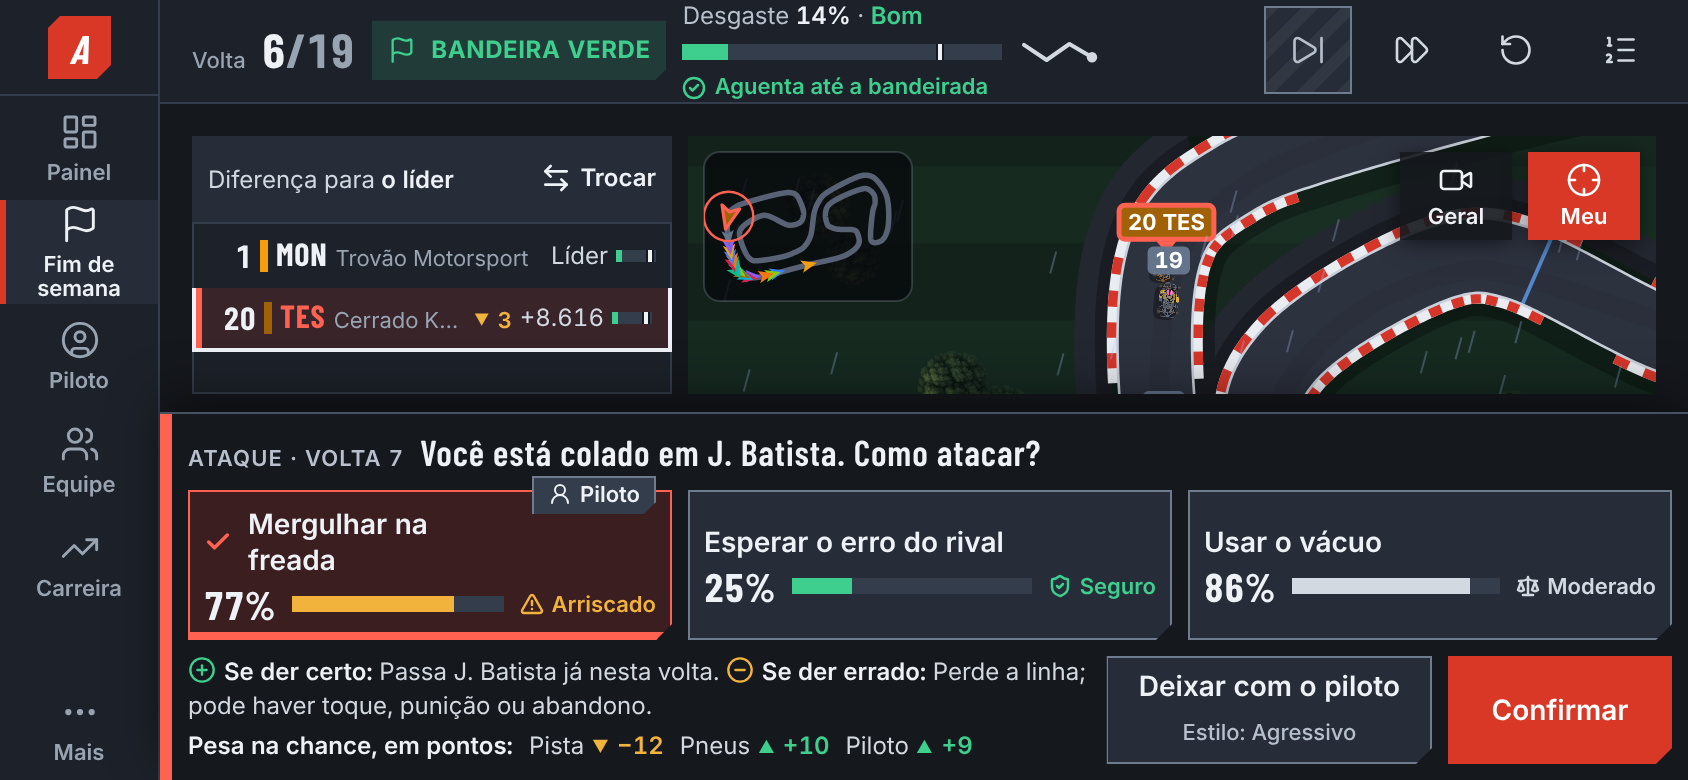 A
Painel
Fim de
semana
Piloto
Equipe
Carreira
Mais
Volta 6/19
BANDEIRA VERDE
Desgaste 14% · Bom
Aguenta até a bandeirada
Diferença para o líder
Trocar
1 MON Trovão Motorsport Líder
20 TES Cerrado K... ▼ 3 +8.616
20 TES
19
Geral
Meu
ATAQUE · VOLTA 7 Você está colado em J. Batista. Como atacar?
Piloto
Mergulhar na
freada
77% Arriscado
Esperar o erro do rival
25% Seguro
Usar o vácuo
86% Moderado
Se der certo: Passa J. Batista já nesta volta. Se der errado: Perde a linha;
pode haver toque, punição ou abandono.
Pesa na chance, em pontos: Pista ▼ −12 Pneus ▲ +10 Piloto ▲ +9
Deixar com o piloto
Estilo: Agressivo
Confirmar